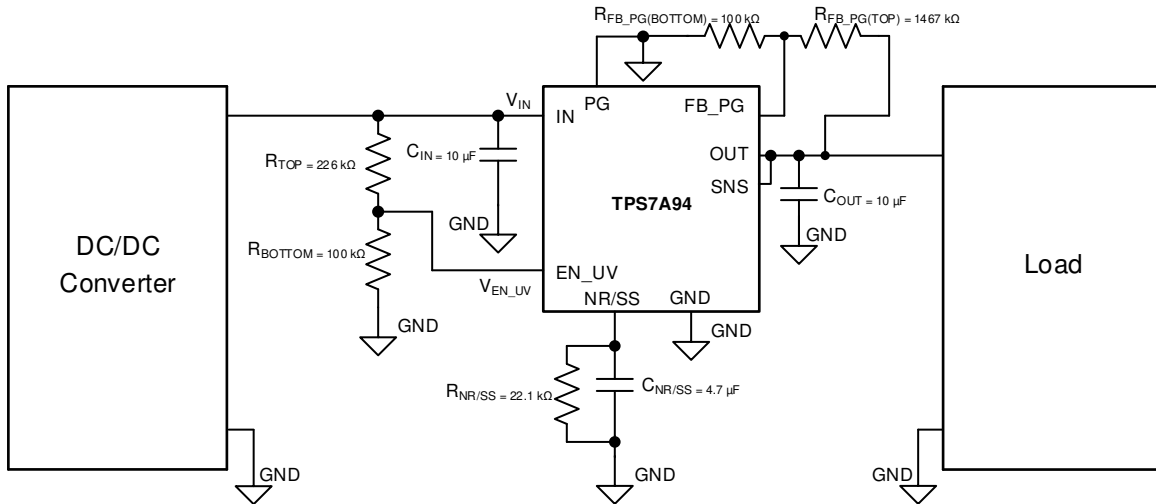 R_FB_PG(BOTTOM) = 100 kΩ
R_FB_PG(TOP) = 1467 kΩ
V_IN
IN
PG
FB_PG
OUT
SNS
TPS7A94
EN_UV
NR/SS
GND
R_TOP = 226 kΩ
C_IN = 10 µF
GND
R_BOTTOM = 100 kΩ
V_EN_UV
GND
DC/DC
Converter
GND
C_OUT = 10 µF
GND
GND
Load
R_NR/SS = 22.1 kΩ
C_NR/SS = 4.7 µF
GND
GND